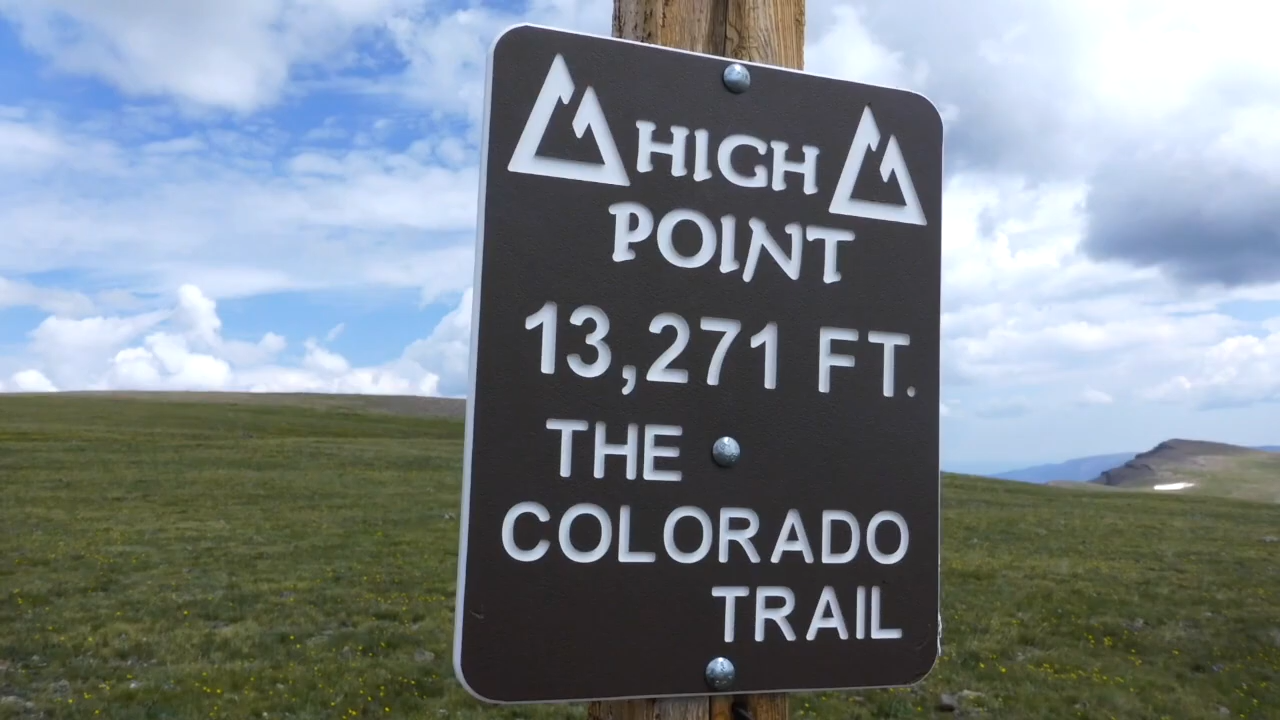 HIGH
POINT
13,271 FT.
THE
COLORADO
TRAIL